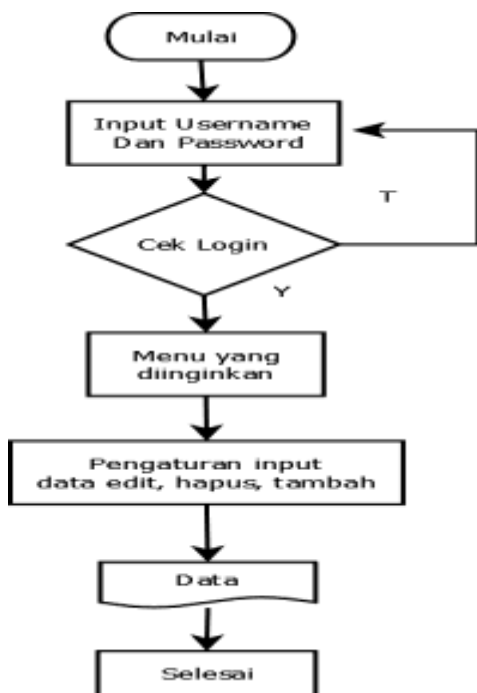 Mulai
Input Username
Dan Password
T
Cek Login
Y
Menu yang
diinginkan
Pengaturan input
data edit, hapus, tambah
Data
Selesai